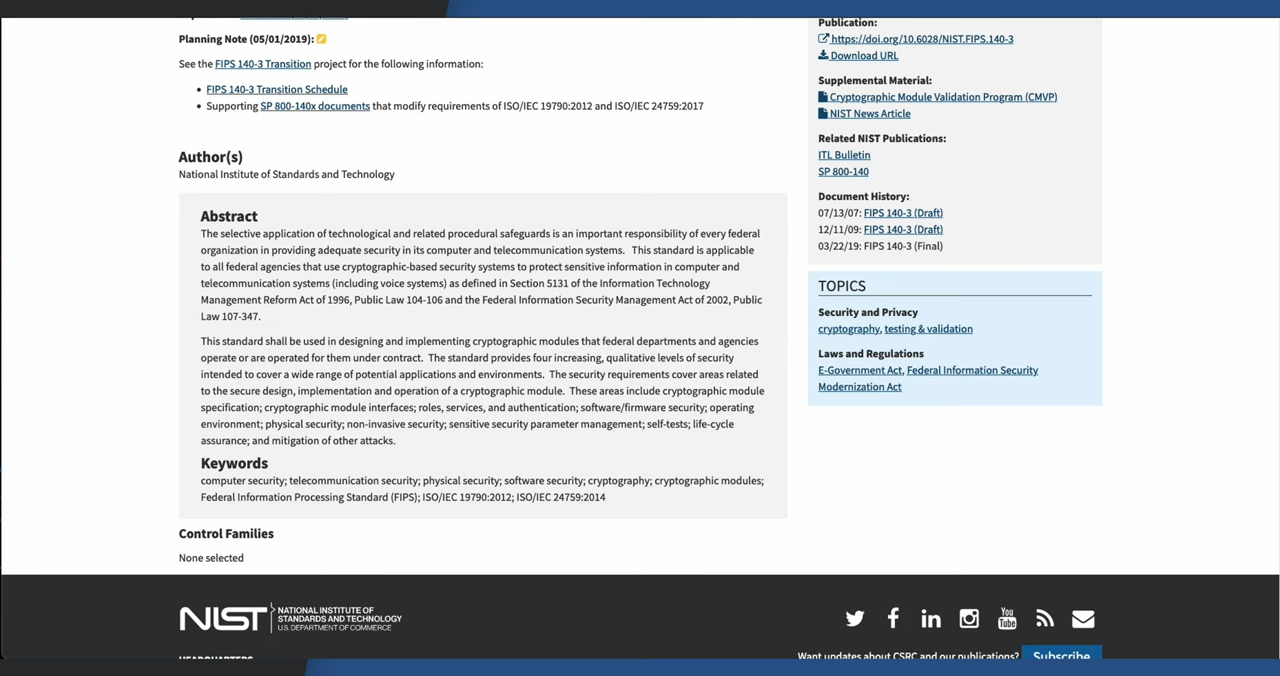 Planning Note (05/01/2019):
See the FIPS 140-3 Transition project for the following information:
• FIPS 140-3 Transition Schedule
• Supporting SP 800-140x documents that modify requirements of ISO/IEC 19790:2012 and ISO/IEC 24759:2017
Author(s)
National Institute of Standards and Technology
Abstract
The selective application of technological and related procedural safeguards is an important responsibility of every federal
organization in providing adequate security in its computer and telecommunication systems. This standard is applicable
to all federal agencies that use cryptographic-based security systems to protect sensitive information in computer and
telecommunication systems (including voice systems) as defined in Section 5131 of the Information Technology
Management Reform Act of 1996, Public Law 104-106 and the Federal Information Security Management Act of 2002, Public
Law 107-347.
This standard shall be used in designing and implementing cryptographic modules that federal departments and agencies
operate or are operated for them under contract. The standard provides four increasing, qualitative levels of security
intended to cover a wide range of potential applications and environments. The security requirements cover areas related
to the secure design, implementation and operation of a cryptographic module. These areas include cryptographic module
specification; cryptographic module interfaces; roles, services, and authentication; software/firmware security; operating
environment; physical security; non-invasive security; sensitive security parameter management; self-tests; life-cycle
assurance; and mitigation of other attacks.
Keywords
computer security; telecommunication security; physical security; software security; cryptography; cryptographic modules;
Federal Information Processing Standard (FIPS); ISO/IEC 19790:2012; ISO/IEC 24759:2014
Control Families
None selected
Publication:
https://doi.org/10.6028/NIST.FIPS.140-3
Download URL
Supplemental Material:
Cryptographic Module Validation Program (CMVP)
NIST News Article
Related NIST Publications:
ITL Bulletin
SP 800-140
Document History:
07/13/07: FIPS 140-3 (Draft)
12/11/09: FIPS 140-3 (Draft)
03/22/19: FIPS 140-3 (Final)
TOPICS
Security and Privacy
cryptography, testing & validation
Laws and Regulations
E-Government Act, Federal Information Security
Modernization Act
NIST
NATIONAL INSTITUTE OF
STANDARDS AND TECHNOLOGY
U.S. DEPARTMENT OF COMMERCE
You
Tube
HEADQUARTERS
Want updates about CSRC and our publications? Subscribe